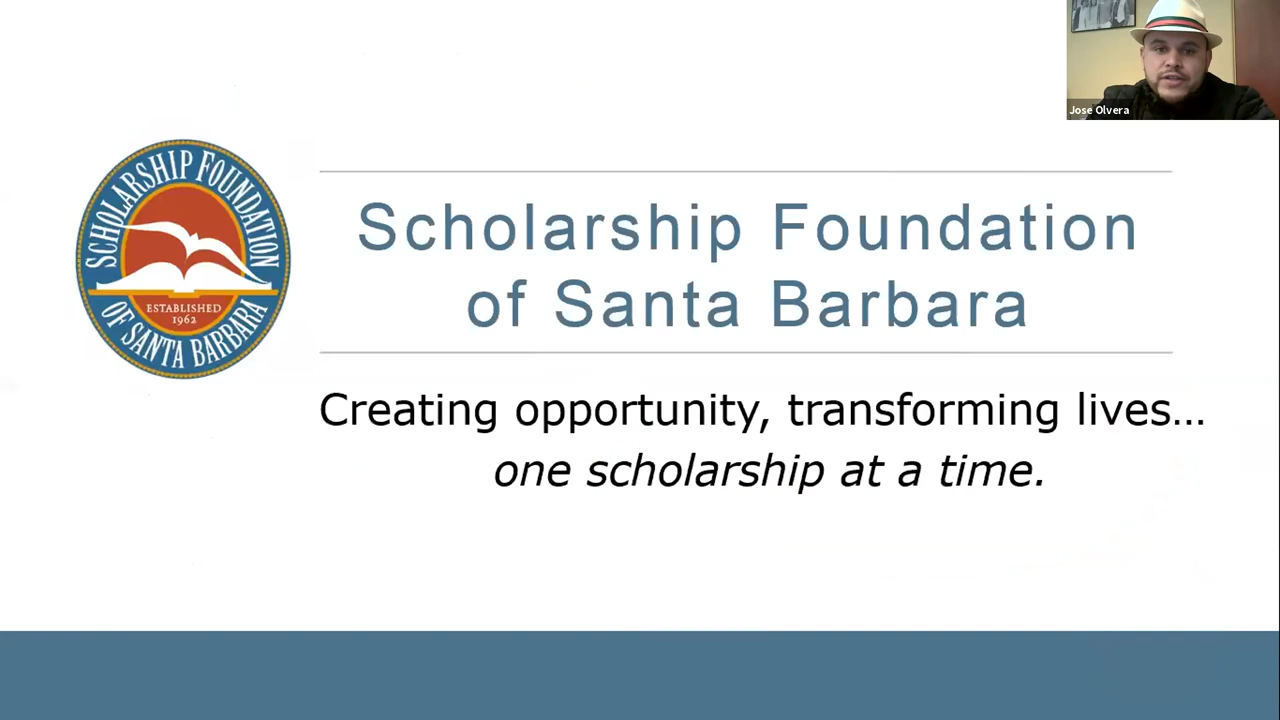 Jose Olvera
SCHOLARSHIP FOUNDATION
OF SANTA BARBARA
ESTABLISHED
1962
Scholarship Foundation
of Santa Barbara
Creating opportunity, transforming lives…
one scholarship at a time.